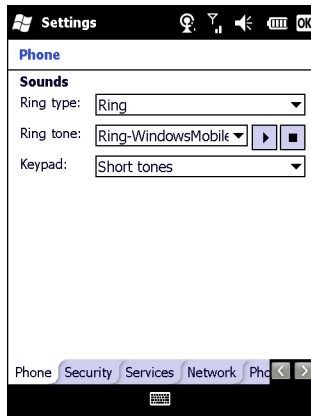 Settings
OK
Phone
Sounds
Ring type: Ring
Ring tone: Ring-WindowsMobile
Keypad: Short tones
Phone Security Services Network Pho